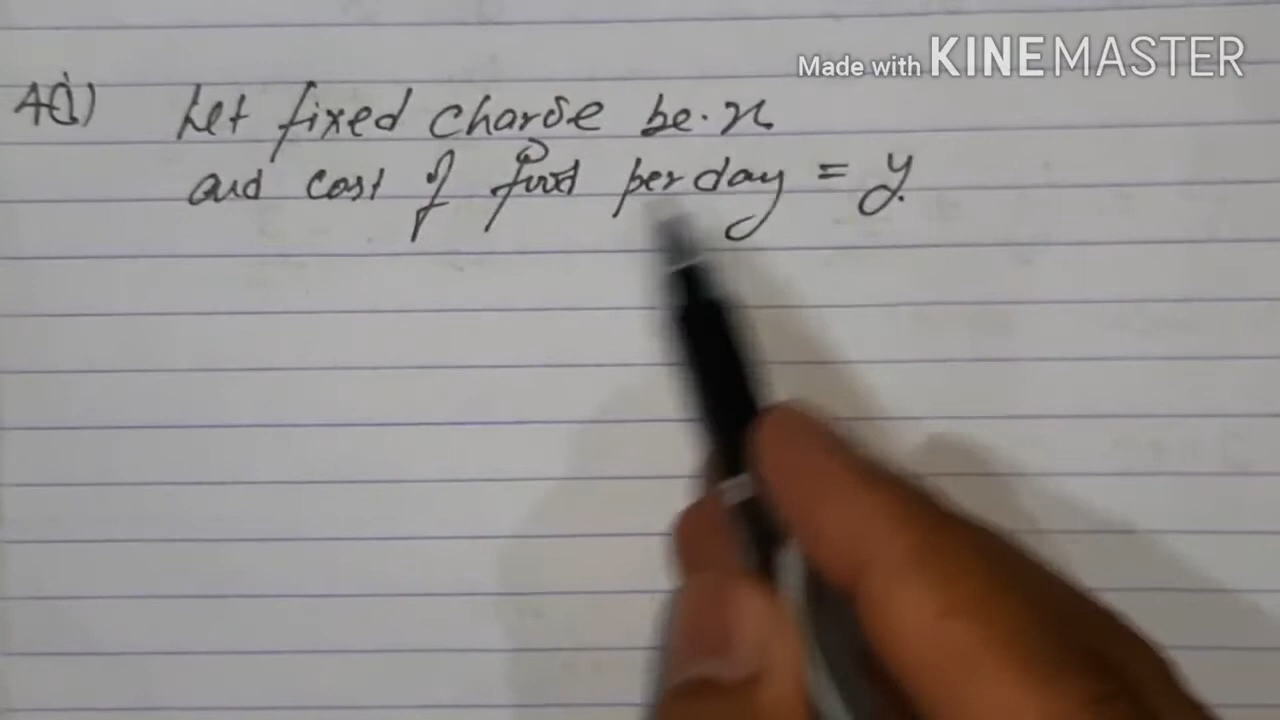 Made with KINEMASTER
4(i) Let fixed charge be x
and cost of food per day = y.